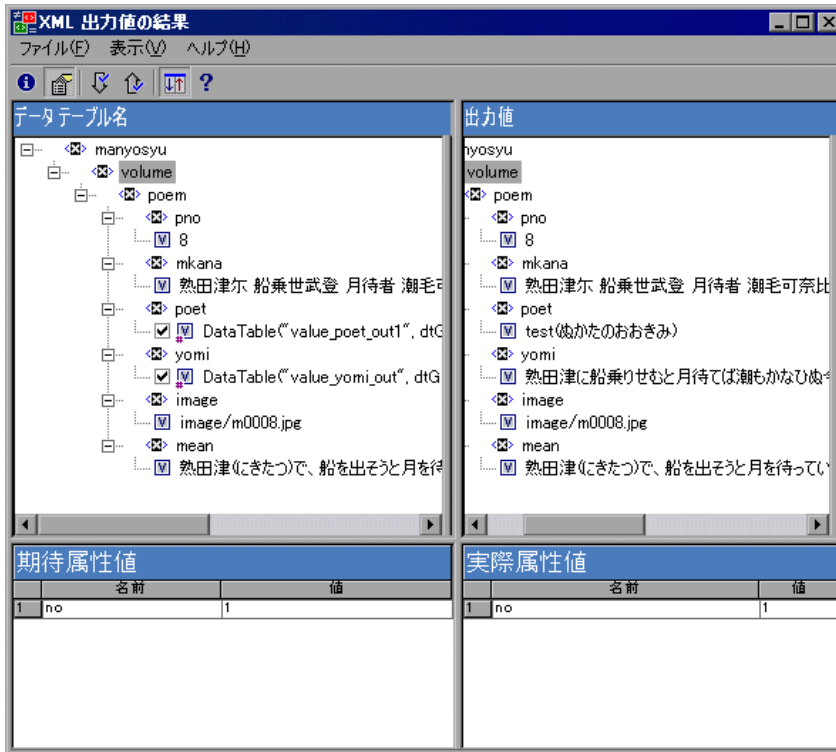 XML 出力値の結果
ファイル(F) 表示(V) ヘルプ(H)
データ テーブル名
manyosyu
volume
poem
pno
8
mkana
熟田津尓 船乗世武登 月待者 潮毛可
poet
DataTable("value_poet_out1", dtG
yomi
DataTable("value_yomi_out", dtG
image
image/m0008.jpg
mean
熟田津(にきたつ)で、船を出そうと月を待
出力値
nyosyu
volume
poem
pno
8
mkana
熟田津尓 船乗世武登 月待者 潮毛可奈比
poet
test(ぬかたのおおきみ)
yomi
熟田津に船乗りせむと月待てば潮もかなひぬ今
image
image/m0008.jpg
mean
熟田津(にきたつ)で、船を出そうと月を待ってい
期待属性値
名前 値
1 no 1
実際属性値
名前 値
1 no 1